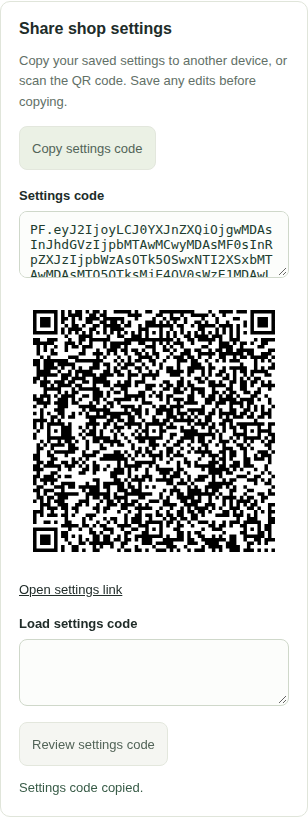 Share shop settings
Copy your saved settings to another device, or
scan the QR code. Save any edits before
copying.
Copy settings code
Settings code
PF.eyJ2IjoyLCJ0YXJnZXQiOjgwMDAs
InJhdGVzIjpbMTAwMCwyMDAsMF0sInR
pZXJzIjpbWzAsOTk5OSwxNTI2XSxbMT
Open settings link
Load settings code
Review settings code
Settings code copied.